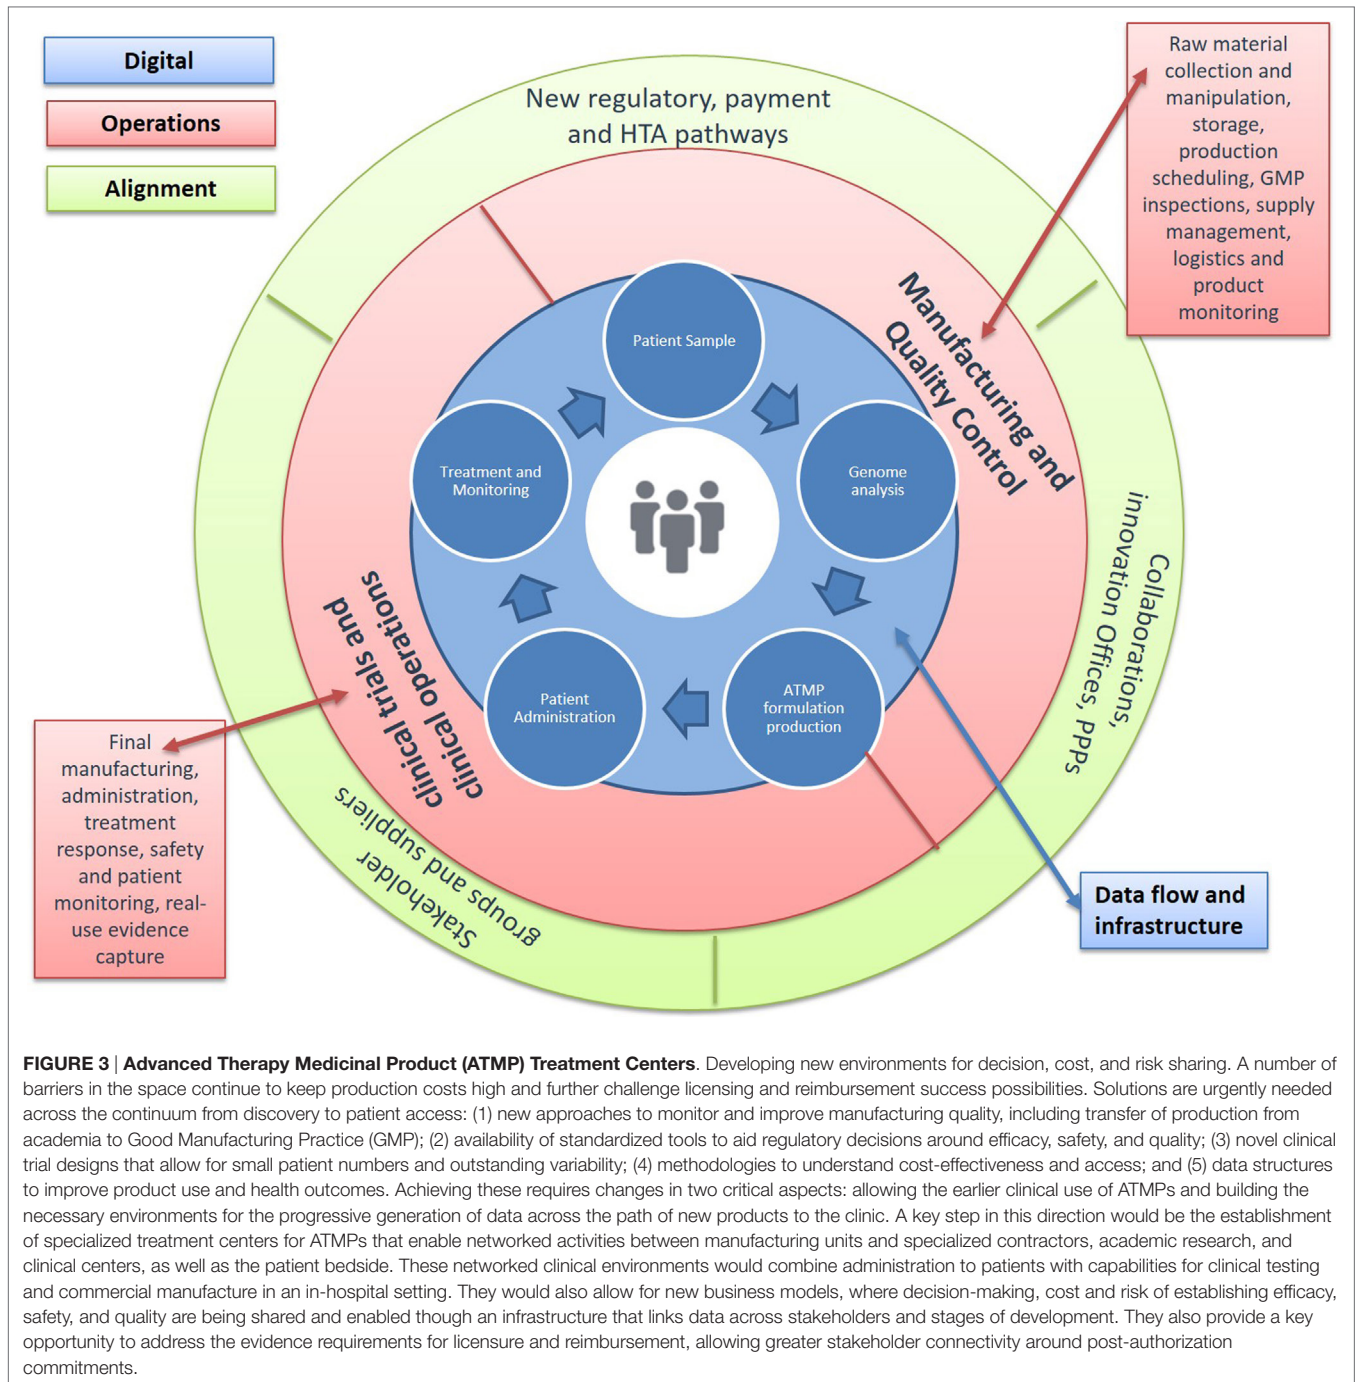 Digital
Operations
Alignment
New regulatory, payment
and HTA pathways
Raw material
collection and
manipulation,
storage,
production
scheduling, GMP
inspections, supply
management,
logistics and
product
monitoring
Manufacturing and
Quality Control
Patient Sample
Genome
analysis
ATMP
formulation
production
Patient
Administration
Treatment and
Monitoring
clinical trials and
clinical operations
Collaborations,
innovation Offices, PPPs
Stakeholder
groups and suppliers
Final
manufacturing,
administration,
treatment
response, safety
and patient
monitoring, real-
use evidence
capture
Data flow and
infrastructure
FIGURE 3 | Advanced Therapy Medicinal Product (ATMP) Treatment Centers. Developing new environments for decision, cost, and risk sharing. A number of
barriers in the space continue to keep production costs high and further challenge licensing and reimbursement success possibilities. Solutions are urgently needed
across the continuum from discovery to patient access: (1) new approaches to monitor and improve manufacturing quality, including transfer of production from
academia to Good Manufacturing Practice (GMP); (2) availability of standardized tools to aid regulatory decisions around efficacy, safety, and quality; (3) novel clinical
trial designs that allow for small patient numbers and outstanding variability; (4) methodologies to understand cost-effectiveness and access; and (5) data structures
to improve product use and health outcomes. Achieving these requires changes in two critical aspects: allowing the earlier clinical use of ATMPs and building the
necessary environments for the progressive generation of data across the path of new products to the clinic. A key step in this direction would be the establishment
of specialized treatment centers for ATMPs that enable networked activities between manufacturing units and specialized contractors, academic research, and
clinical centers, as well as the patient bedside. These networked clinical environments would combine administration to patients with capabilities for clinical testing
and commercial manufacture in an in-hospital setting. They would also allow for new business models, where decision-making, cost and risk of establishing efficacy,
safety, and quality are being shared and enabled though an infrastructure that links data across stakeholders and stages of development. They also provide a key
opportunity to address the evidence requirements for licensure and reimbursement, allowing greater stakeholder connectivity around post-authorization
commitments.